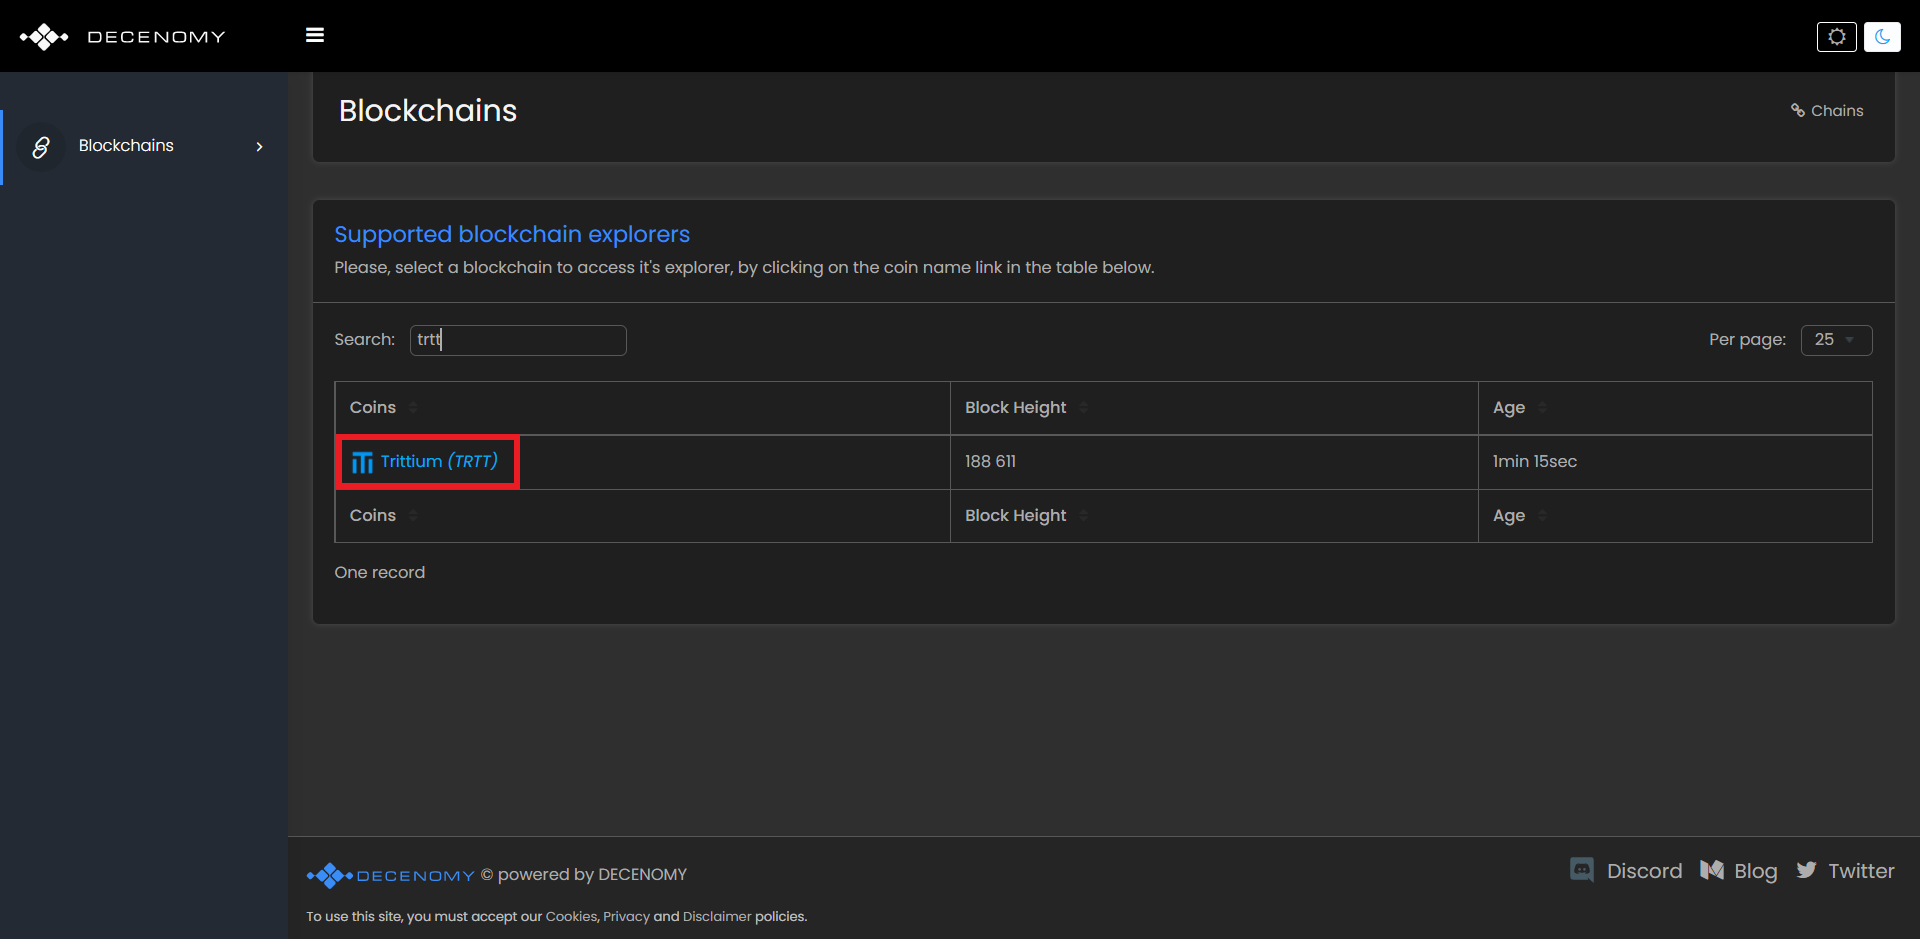 DECENOMY
Blockchains
Blockchains
Chains
Supported blockchain explorers
Please, select a blockchain to access it's explorer, by clicking on the coin name link in the table below.
Search: trtt
Per page: 25
Coins Block Height Age
Trittium (TRTT) 188 611 1min 15sec
Coins Block Height Age
One record
DECENOMY © powered by DECENOMY
Discord Blog Twitter
To use this site, you must accept our Cookies, Privacy and Disclaimer policies.